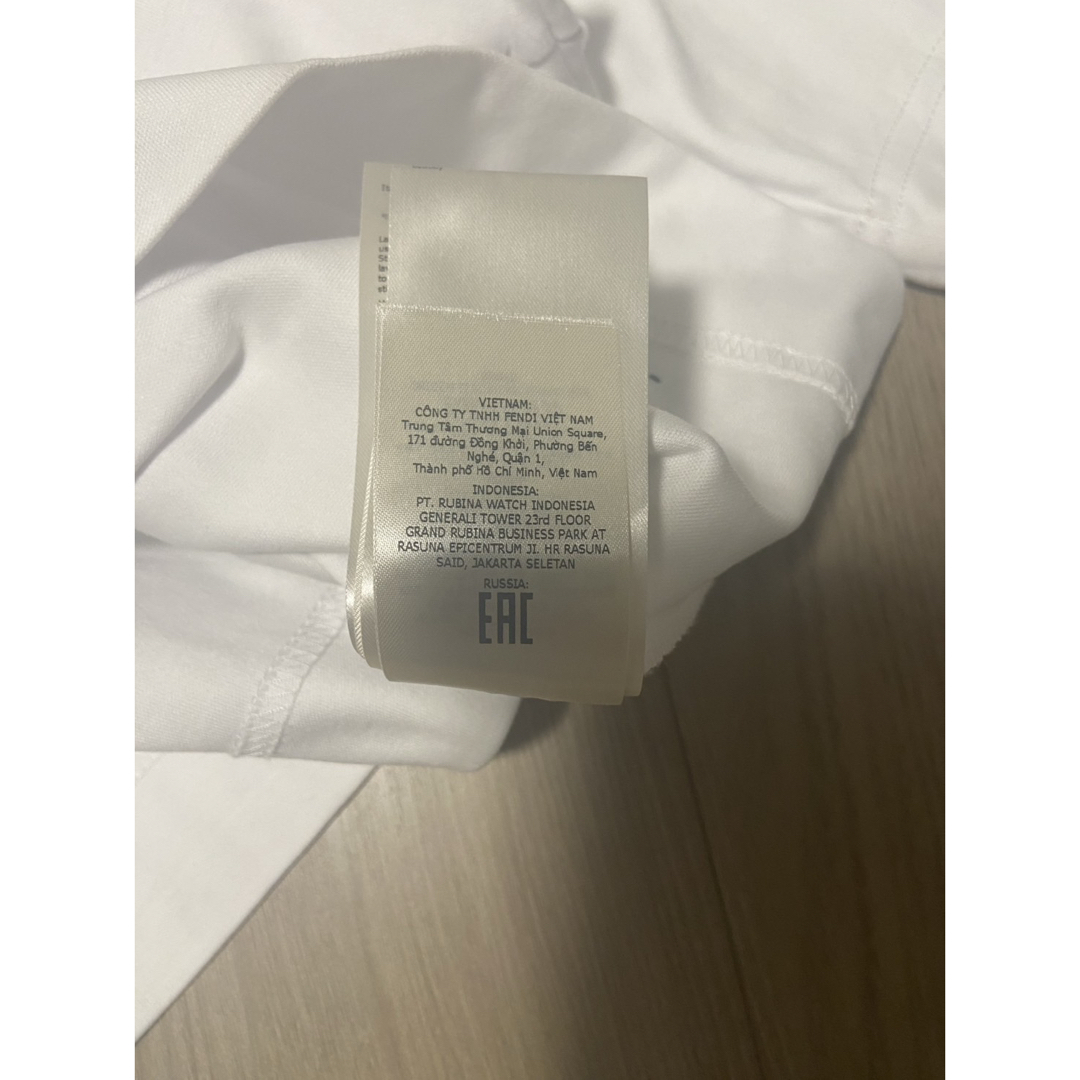 VIETNAM:
CÔNG TY TNHH FENDI VIỆT NAM
Trung Tâm Thương Mại Union Square,
171 đường Đồng Khởi, Phường Bến
Nghé, Quận 1,
Thành phố Hồ Chí Minh, Việt Nam
INDONESIA:
PT. RUBINA WATCH INDONESIA
GENERALI TOWER 23rd FLOOR
GRAND RUBINA BUSINESS PARK AT
RASUNA EPICENTRUM JI. HR RASUNA
SAID, JAKARTA SELETAN
RUSSIA:
EAC